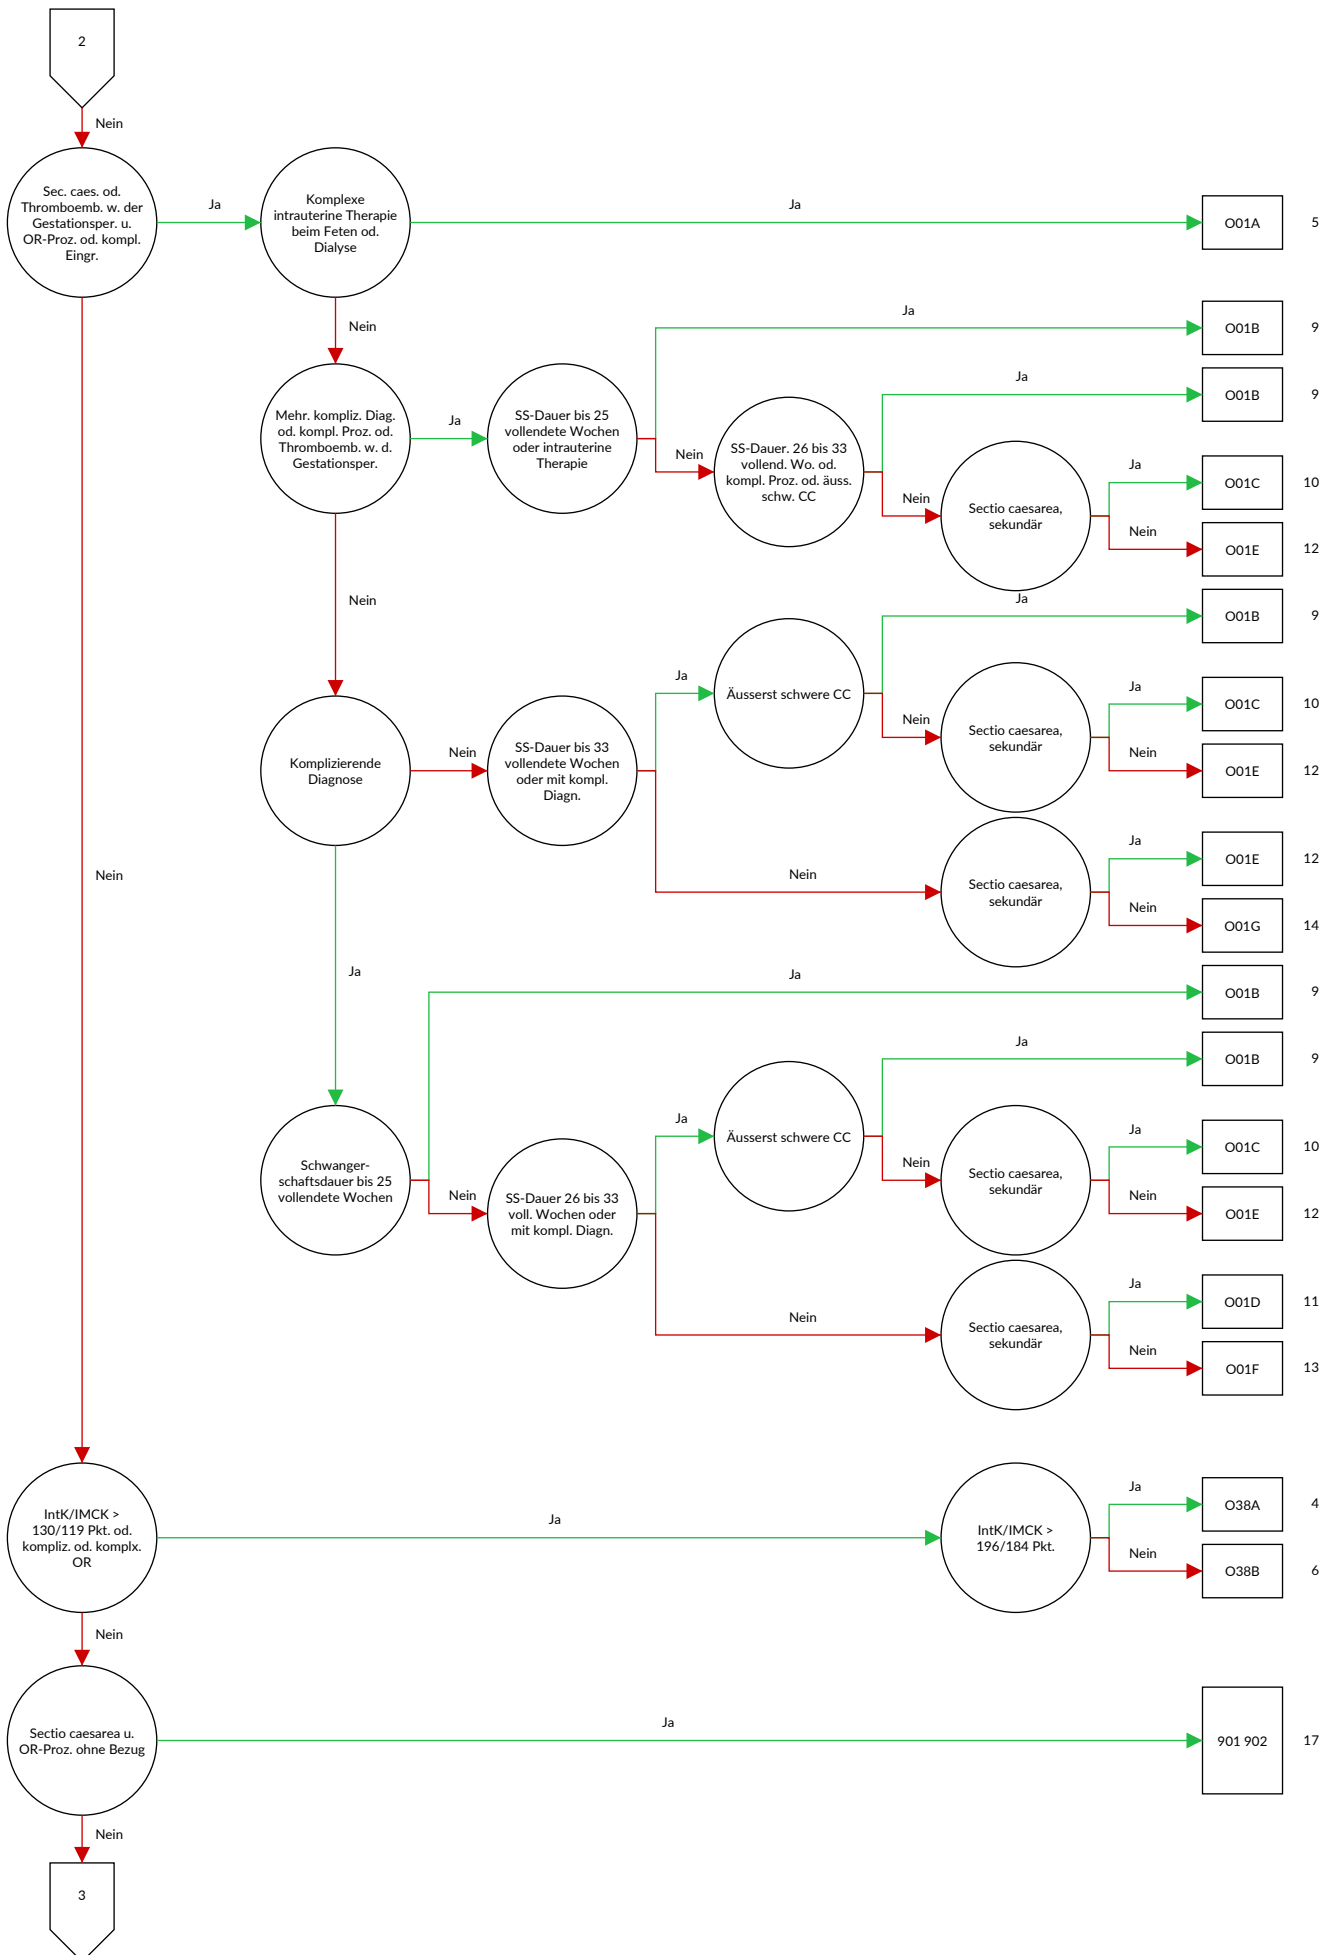 2
Nein
Sec. caes. od.
Thromboemb. w. der
Gestationsper. u.
OR-Proz. od. kompl.
Eingr.
Ja
Komplexe
intrauterine Therapie
beim Feten od.
Dialyse
Ja
O01A
5
Nein
Mehr. kompliz. Diag.
od. kompl. Proz. od.
Thromboemb. w. d.
Gestationsper.
Ja
SS-Dauer bis 25
vollendete Wochen
oder intrauterine
Therapie
Ja
O01B
9
Nein
SS-Dauer. 26 bis 33
vollend. Wo. od.
kompl. Proz. od. äuss.
schw. CC
Ja
O01B
9
Nein
Sectio caesarea,
sekundär
Ja
O01C
10
Nein
O01E
12
Nein
Komplizierende
Diagnose
Nein
SS-Dauer bis 33
vollendete Wochen
oder mit kompl.
Diagn.
Ja
Äusserst schwere CC
Ja
O01B
9
Nein
Sectio caesarea,
sekundär
Ja
O01C
10
Nein
O01E
12
Nein
Sectio caesarea,
sekundär
Ja
O01E
12
Nein
O01G
14
Ja
Schwanger-
schaftsdauer bis 25
vollendete Wochen
Ja
O01B
9
Nein
SS-Dauer 26 bis 33
voll. Wochen oder
mit kompl. Diagn.
Ja
Äusserst schwere CC
Ja
O01B
9
Nein
Sectio caesarea,
sekundär
Ja
O01C
10
Nein
O01E
12
Nein
Sectio caesarea,
sekundär
Ja
O01D
11
Nein
O01F
13
Nein
IntK/IMCK >
130/119 Pkt. od.
kompliz. od. komplx.
OR
Ja
IntK/IMCK >
196/184 Pkt.
Ja
O38A
4
Nein
O38B
6
Nein
Sectio caesarea u.
OR-Proz. ohne Bezug
Ja
901 902
17
Nein
3